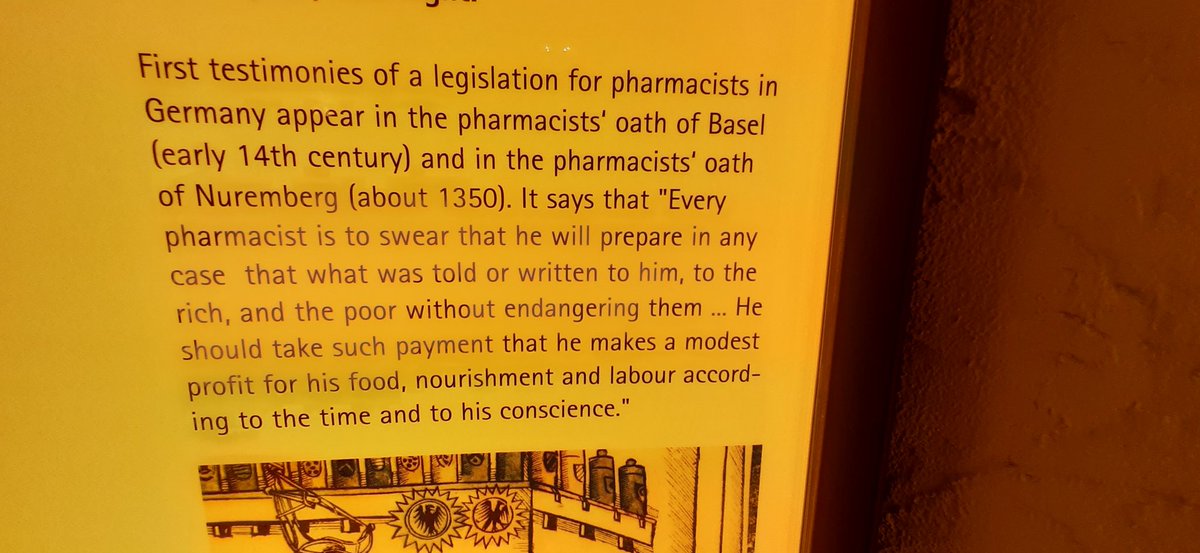 First testimonies of a legislation for pharmacists in
Germany appear in the pharmacists' oath of Basel
(early 14th century) and in the pharmacists' oath
of Nuremberg (about 1350). It says that "Every
pharmacist is to swear that he will prepare in any
case that what was told or written to him, to the
rich, and the poor without endangering them ... He
should take such payment that he makes a modest
profit for his food, nourishment and labour accord-
ing to the time and to his conscience."